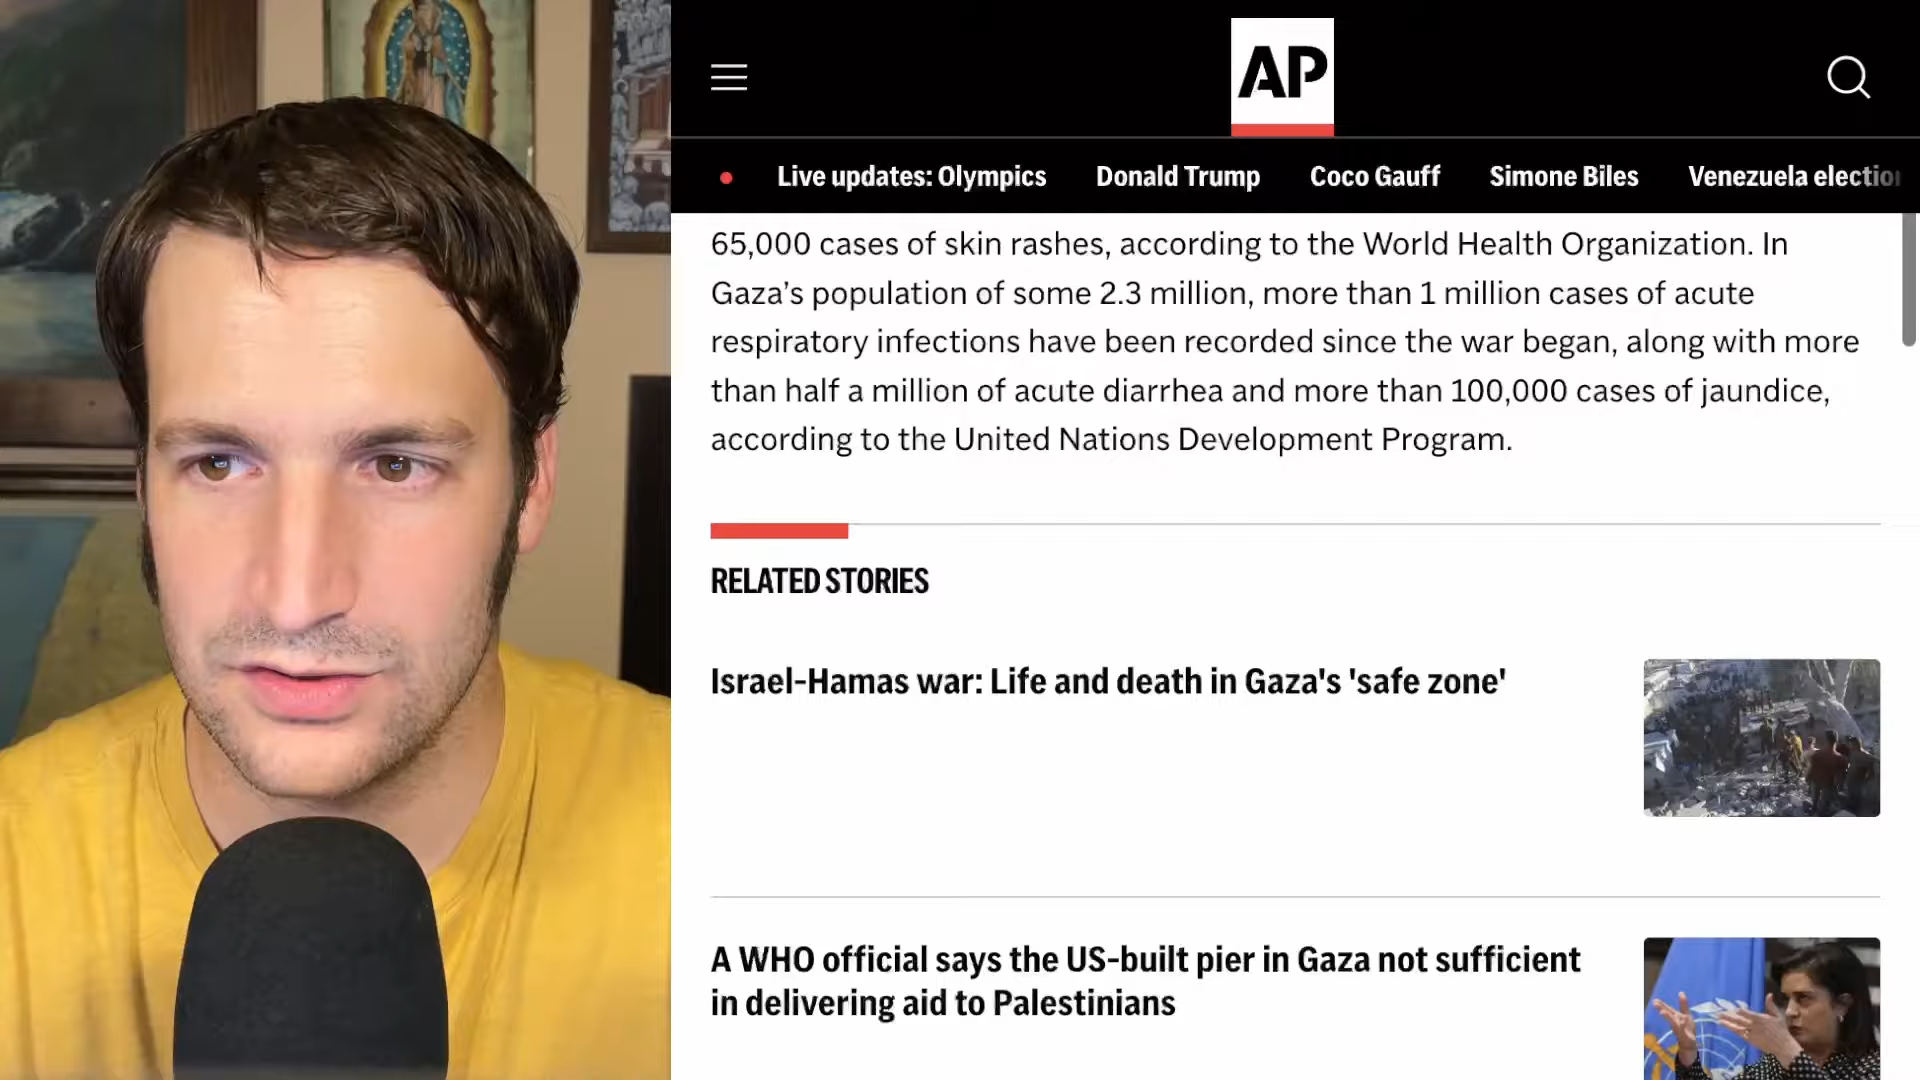 AP
Live updates: Olympics Donald Trump Coco Gauff Simone Biles Venezuela election
65,000 cases of skin rashes, according to the World Health Organization. In
Gaza’s population of some 2.3 million, more than 1 million cases of acute
respiratory infections have been recorded since the war began, along with more
than half a million of acute diarrhea and more than 100,000 cases of jaundice,
according to the United Nations Development Program.
RELATED STORIES
Israel-Hamas war: Life and death in Gaza's 'safe zone'
A WHO official says the US-built pier in Gaza not sufficient
in delivering aid to Palestinians